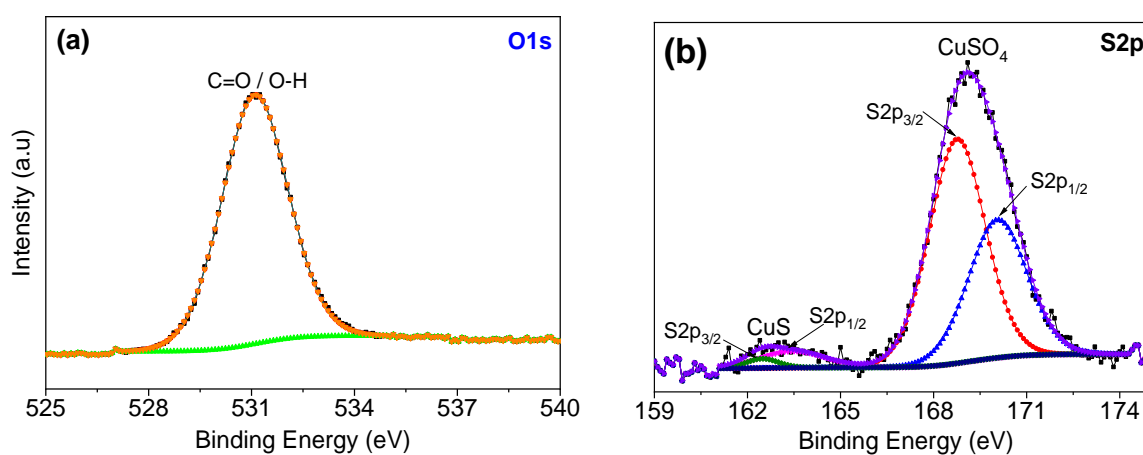 (a)
O1s
C=O / O-H
Intensity (a.u)
525 528 531 534 537 540
Binding Energy (eV)
(b)
CuSO₄
S2p
S2p₃/₂
S2p₁/₂
S2p₃/₂
CuS
S2p₁/₂
159 162 165 168 171 174
Binding Energy (eV)